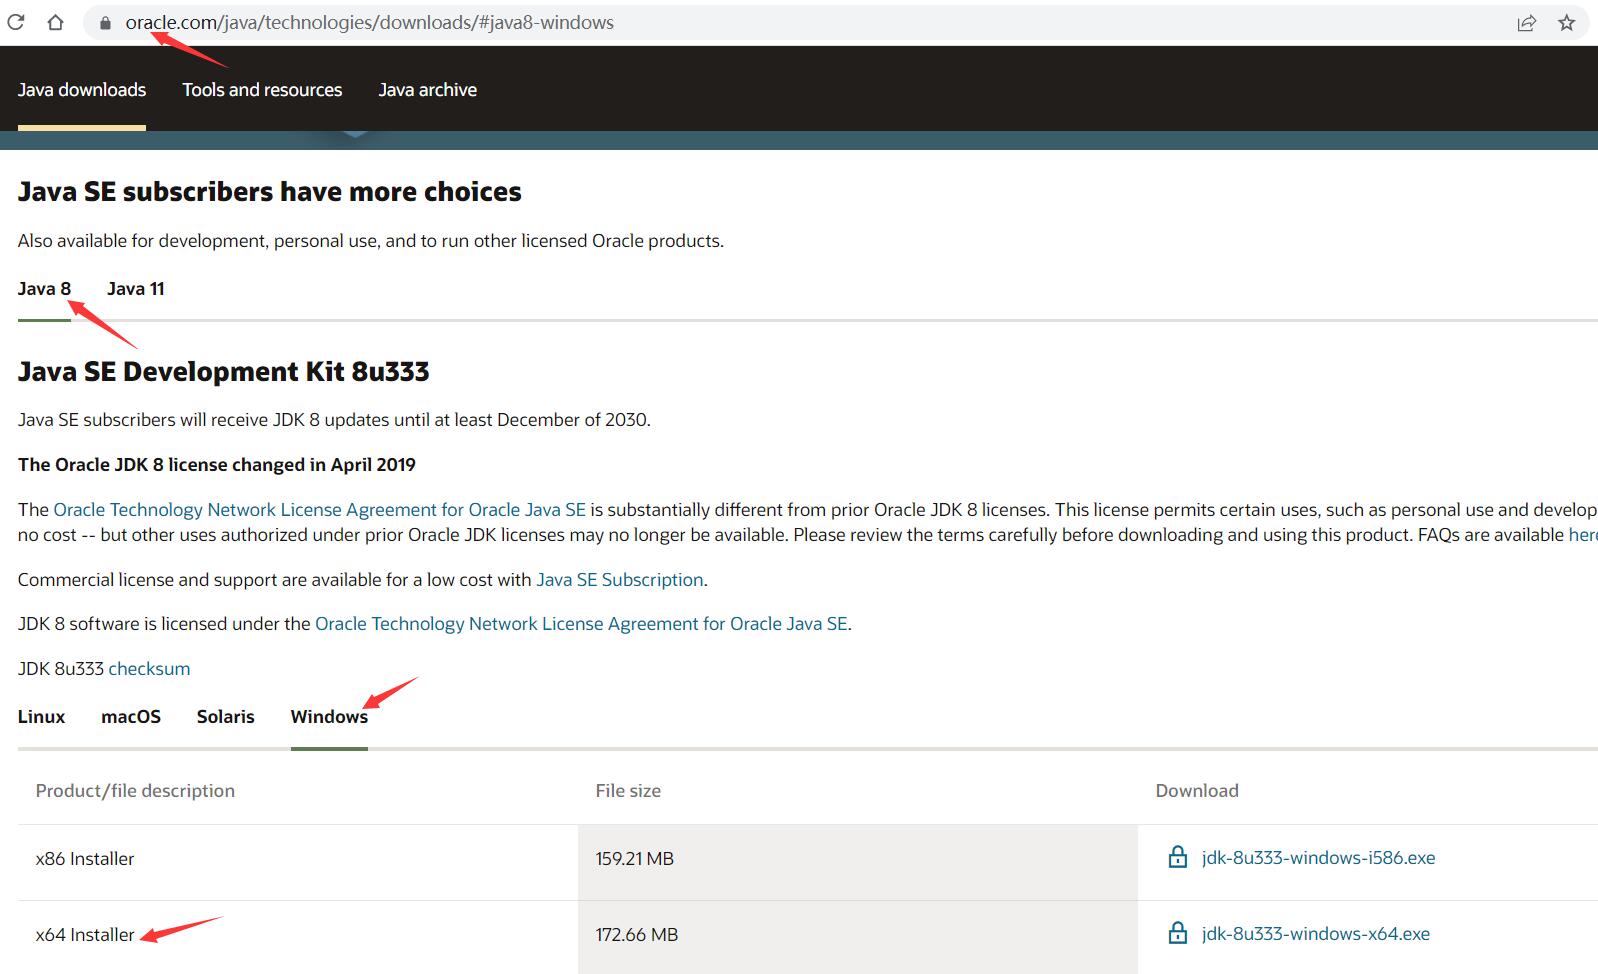 oracle.com/java/technologies/downloads/#java8-windows
Java downloads Tools and resources Java archive
Java SE subscribers have more choices
Also available for development, personal use, and to run other licensed Oracle products.
Java 8 Java 11
Java SE Development Kit 8u333
Java SE subscribers will receive JDK 8 updates until at least December of 2030.
The Oracle JDK 8 license changed in April 2019
The Oracle Technology Network License Agreement for Oracle Java SE is substantially different from prior Oracle JDK 8 licenses. This license permits certain uses, such as personal use and develop
no cost -- but other uses authorized under prior Oracle JDK licenses may no longer be available. Please review the terms carefully before downloading and using this product. FAQs are available her
Commercial license and support are available for a low cost with Java SE Subscription.
JDK 8 software is licensed under the Oracle Technology Network License Agreement for Oracle Java SE.
JDK 8u333 checksum
Linux macOS Solaris Windows
Product/file description File size Download
x86 Installer 159.21 MB jdk-8u333-windows-i586.exe
x64 Installer 172.66 MB jdk-8u333-windows-x64.exe